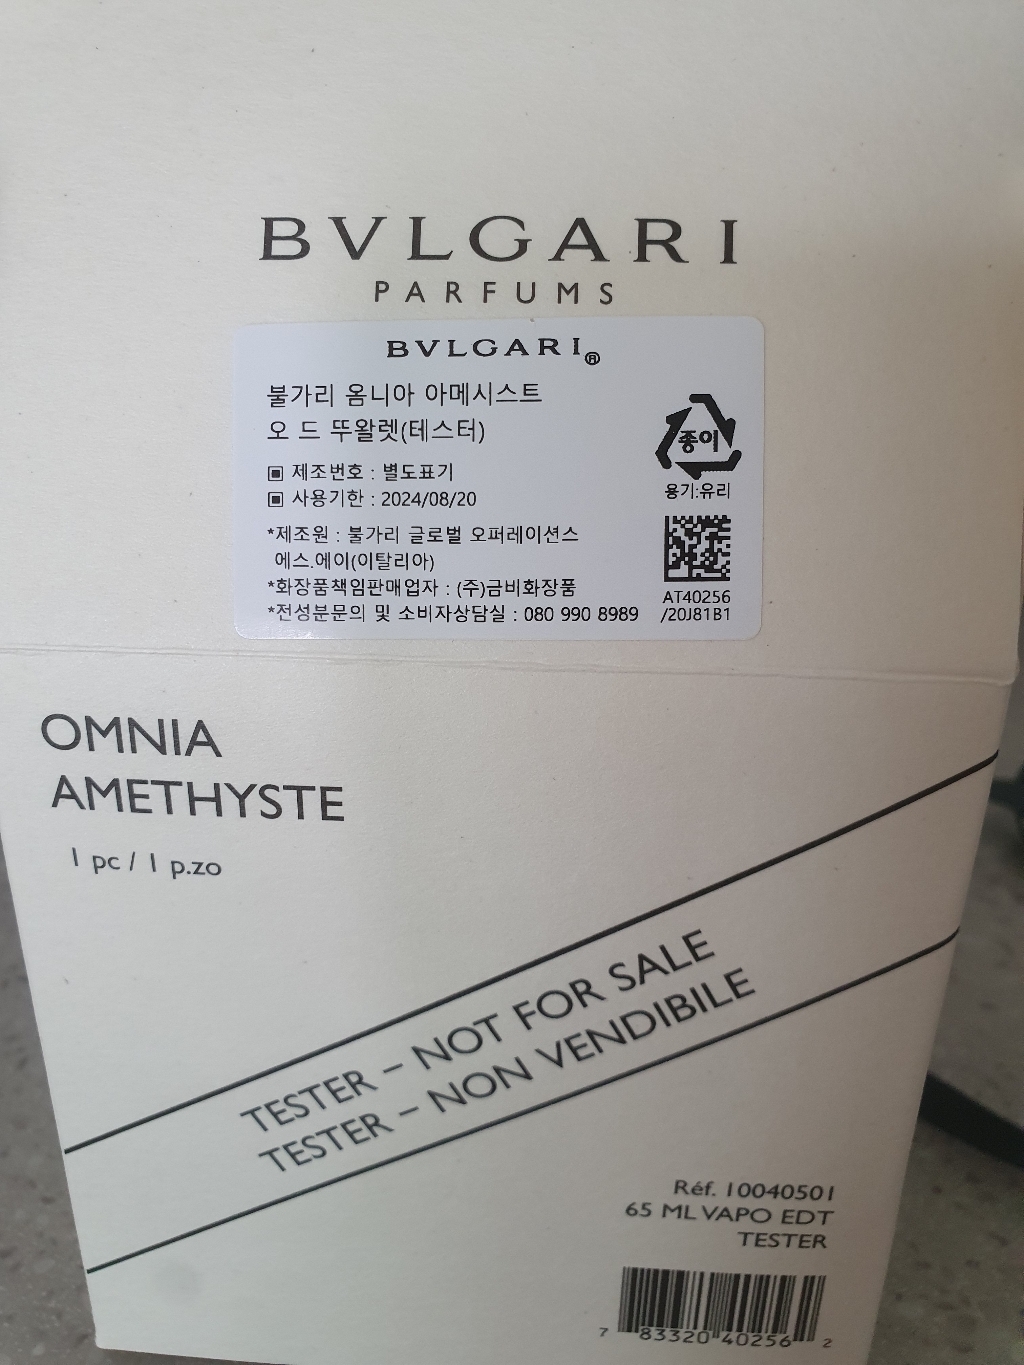 BVLGARI
PARFUMS
BVLGARI®
불가리 옴니아 아메시스트
오 드 뚜왈렛(테스터)
▣ 제조번호 : 별도표기
▣ 사용기한 : 2024/08/20
*제조원 : 불가리 글로벌 오퍼레이션스
에스.에이(이탈리아)
*화장품책임판매업자 : (주)금비화장품
*전성분문의 및 소비자상담실 : 080 990 8989
종이
용기:유리
AT40256
/20J81B1
OMNIA
AMETHYSTE
1 pc / 1 p.zo
TESTER – NOT FOR SALE
TESTER – NON VENDIBILE
Réf. 10040501
65 ML VAPO EDT
TESTER
7 83320 40256 2